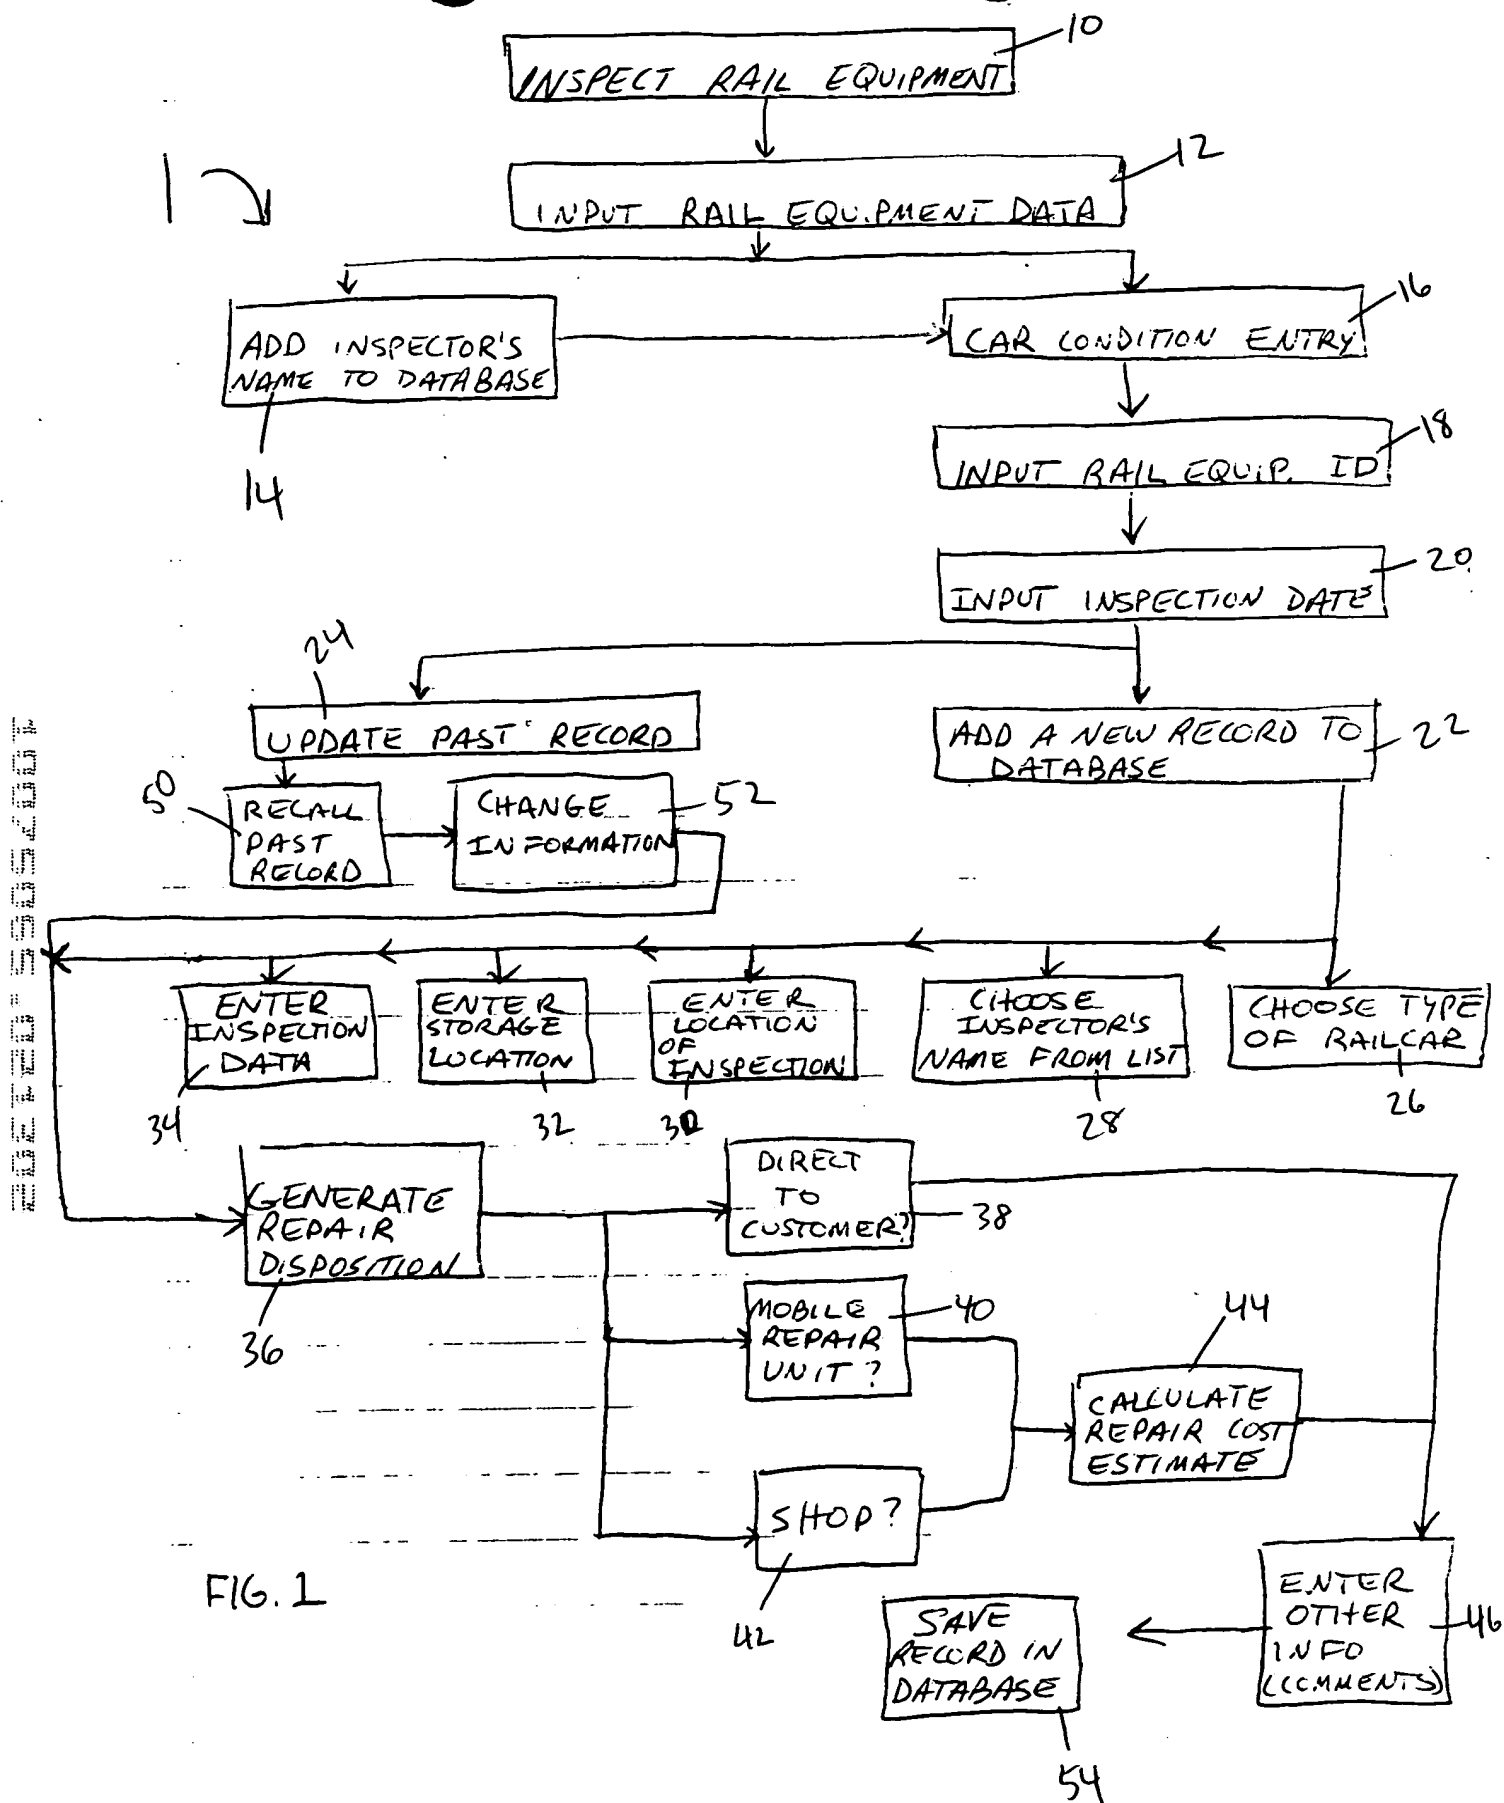 10
INSPECT RAIL EQUIPMENT
12
INPUT RAIL EQUIPMENT DATA
1
16
ADD INSPECTOR'S
NAME TO DATABASE
14
CAR CONDITION ENTRY
18
INPUT RAIL EQUIP. ID
20
INPUT INSPECTION DATE
24
UPDATE PAST RECORD
ADD A NEW RECORD TO
DATABASE
22
50
RECALL
PAST
RECORD
CHANGE
INFORMATION
52
ENTER
INSPECTION
DATA
34
ENTER
STORAGE
LOCATION
32
ENTER
LOCATION
OF
INSPECTION
30
CHOOSE
INSPECTOR'S
NAME FROM LIST
28
CHOOSE TYPE
OF RAILCAR
26
GENERATE
REPAIR
DISPOSITION
36
DIRECT
TO
CUSTOMER?
38
MOBILE
REPAIR
UNIT?
40
44
CALCULATE
REPAIR COST
ESTIMATE
SHOP?
42
FIG. 1
ENTER
OTHER
INFO
(COMMENTS)
46
SAVE
RECORD IN
DATABASE
54